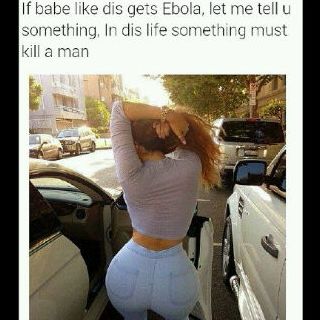 If babe like dis gets Ebola, let me tell u
something, In dis life something must
kill a man